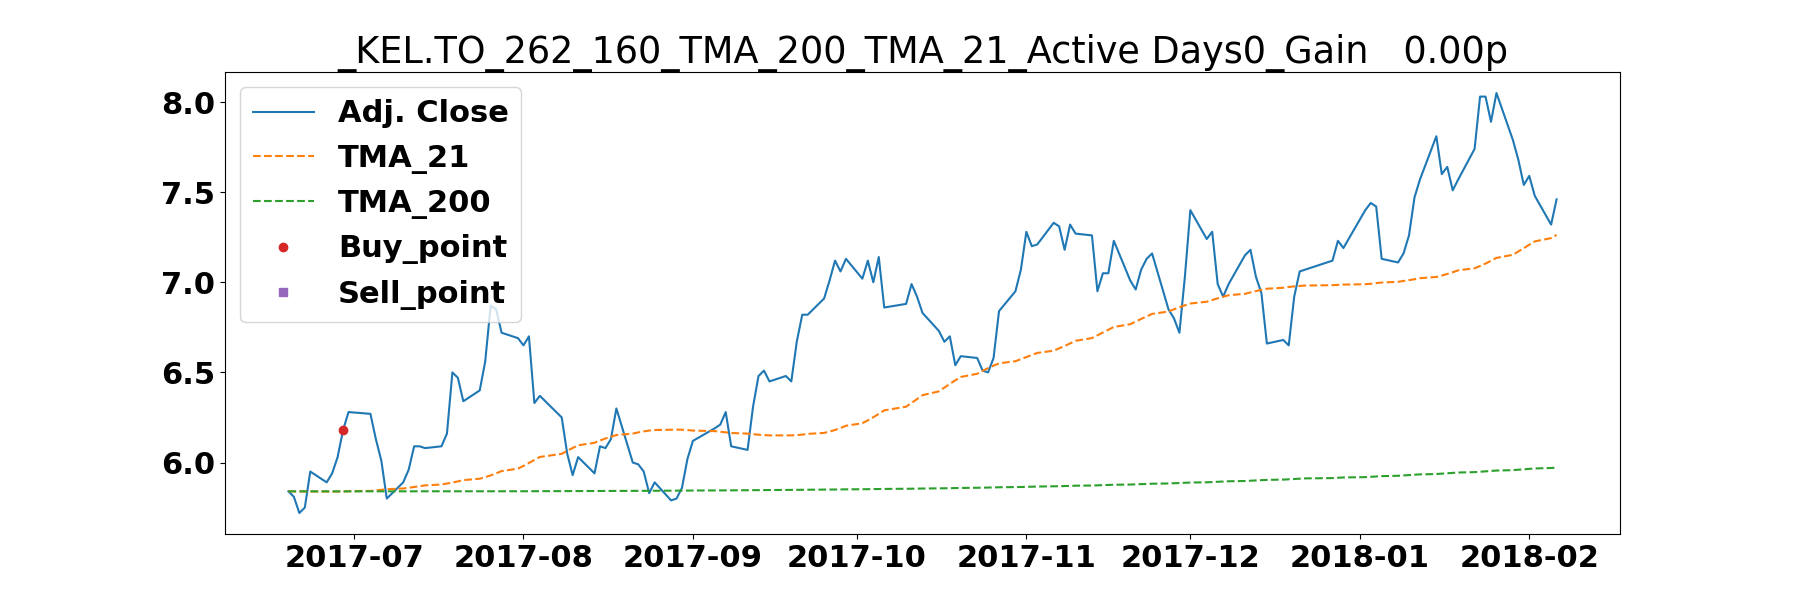 _KEL.TO_262_160_TMA_200_TMA_21_Active Days0_Gain   0.00p
8.0
7.5
7.0
6.5
6.0
Adj. Close
TMA_21
TMA_200
Buy_point
Sell_point
2017-07 2017-08 2017-09 2017-10 2017-11 2017-12 2018-01 2018-02